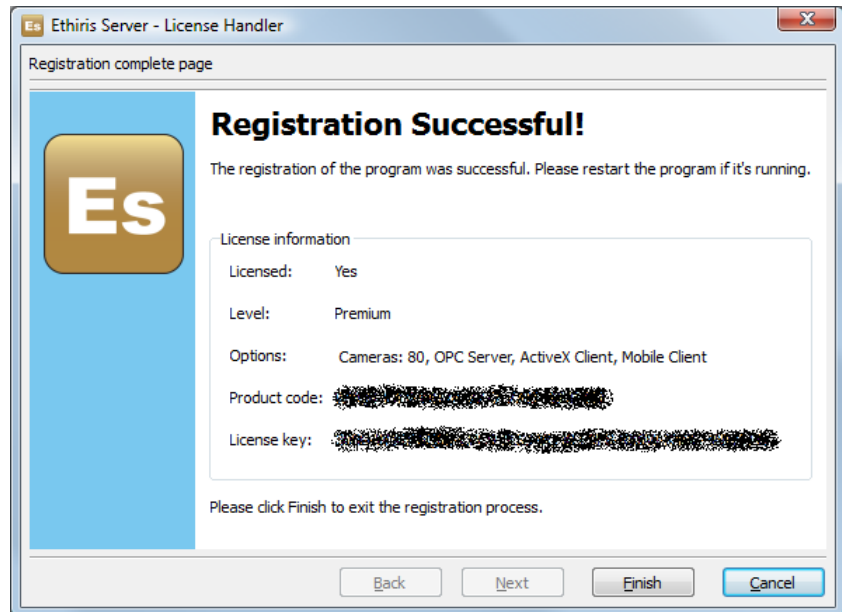 Es Ethiris Server - License Handler
Registration complete page
Es
Registration Successful!
The registration of the program was successful. Please restart the program if it's running.
License information
Licensed: Yes
Level: Premium
Options: Cameras: 80, OPC Server, ActiveX Client, Mobile Client
Product code:
License key:
Please click Finish to exit the registration process.
Back Next Finish Cancel